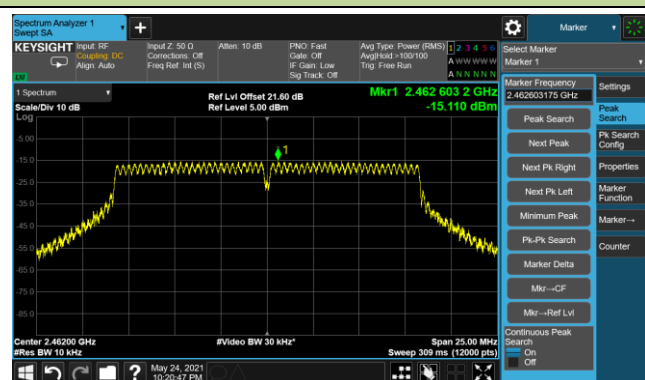 Spectrum Analyzer 1
Swept SA
+
Marker
KEYSIGHT
Input: RF
Coupling: DC
Align: Auto
Input Z: 50 Ω
Corrections: Off
Freq Ref: Int (S)
Atten: 10 dB
PNO: Fast
Gate: Off
IF Gain: Low
Sig Track: Off
Avg Type: Power (RMS)
Avg|Hold:>100/100
Trig: Free Run
1 2 3 4 5 6
A W W W W W
A N N N N N
LVI
Select Marker
Marker 1
1 Spectrum
Scale/Div 10 dB
Ref Lvl Offset 21.60 dB
Ref Level 5.00 dBm
Mkr1 2.462 603 2 GHz
-15.110 dBm
Log
-5.00
-15.0
-25.0
-35.0
-45.0
-55.0
-65.0
-75.0
-85.0
1
Center 2.46200 GHz
#Res BW 10 kHz
#Video BW 30 kHz*
Span 25.00 MHz
Sweep 309 ms (12000 pts)
Marker Frequency
2.462603175 GHz
Peak Search
Next Peak
Next Pk Right
Next Pk Left
Minimum Peak
Pk-Pk Search
Marker Delta
Mkr→CF
Mkr→Ref Lvl
Continuous Peak
Search
On
Off
Settings
Peak
Search
Pk Search
Config
Properties
Marker
Function
Marker→
Counter
?
May 24, 2021
10:20:47 PM